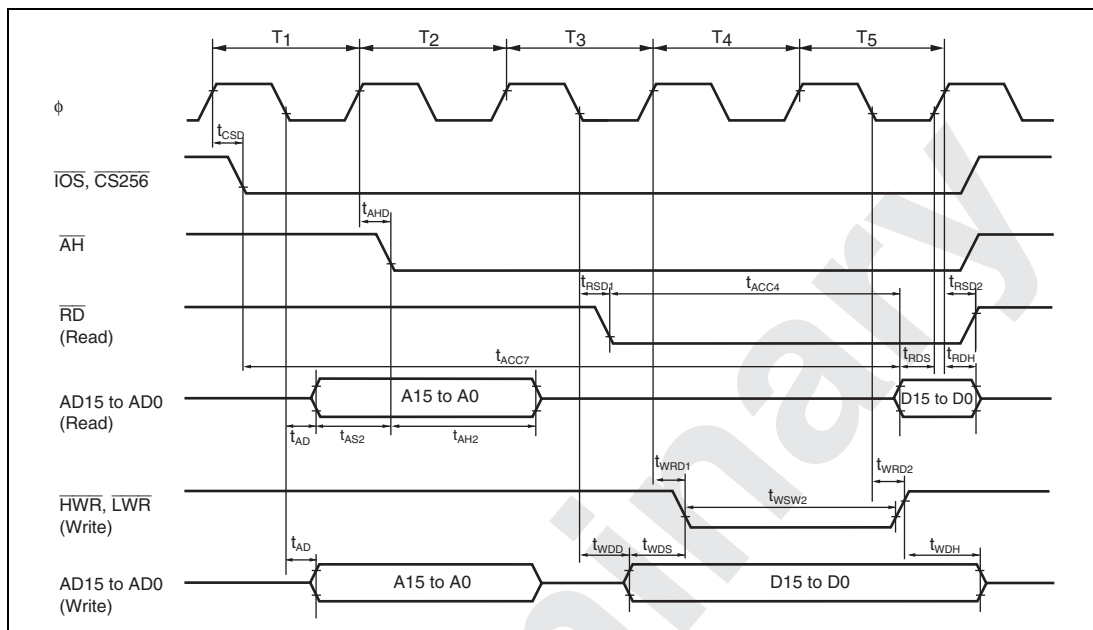 T1 T2 T3 T4 T5
ϕ
tCSD
IOS, CS256
tAHD
AH
tRSD1 tACC4 tRSD2
RD
(Read)
tACC7 tRDS tRDH
AD15 to AD0
(Read)
A15 to A0 D15 to D0
tAD tAS2 tAH2
tWRD1 tWRD2
HWR, LWR
(Write)
tWSW2
tAD tWDD tWDS tWDH
AD15 to AD0
(Write)
A15 to A0 D15 to D0
inary